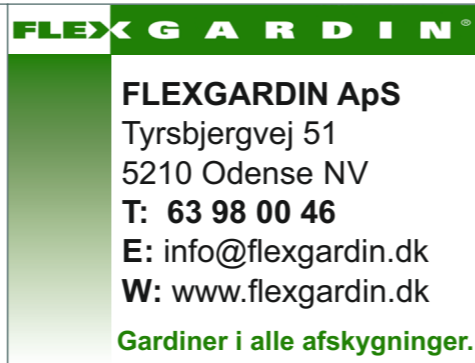 FLEXGARDIN®
FLEXGARDIN ApS
Tyrsbjergvej 51
5210 Odense NV
T: 63 98 00 46
E: info@flexgardin.dk
W: www.flexgardin.dk
Gardiner i alle afskygninger.